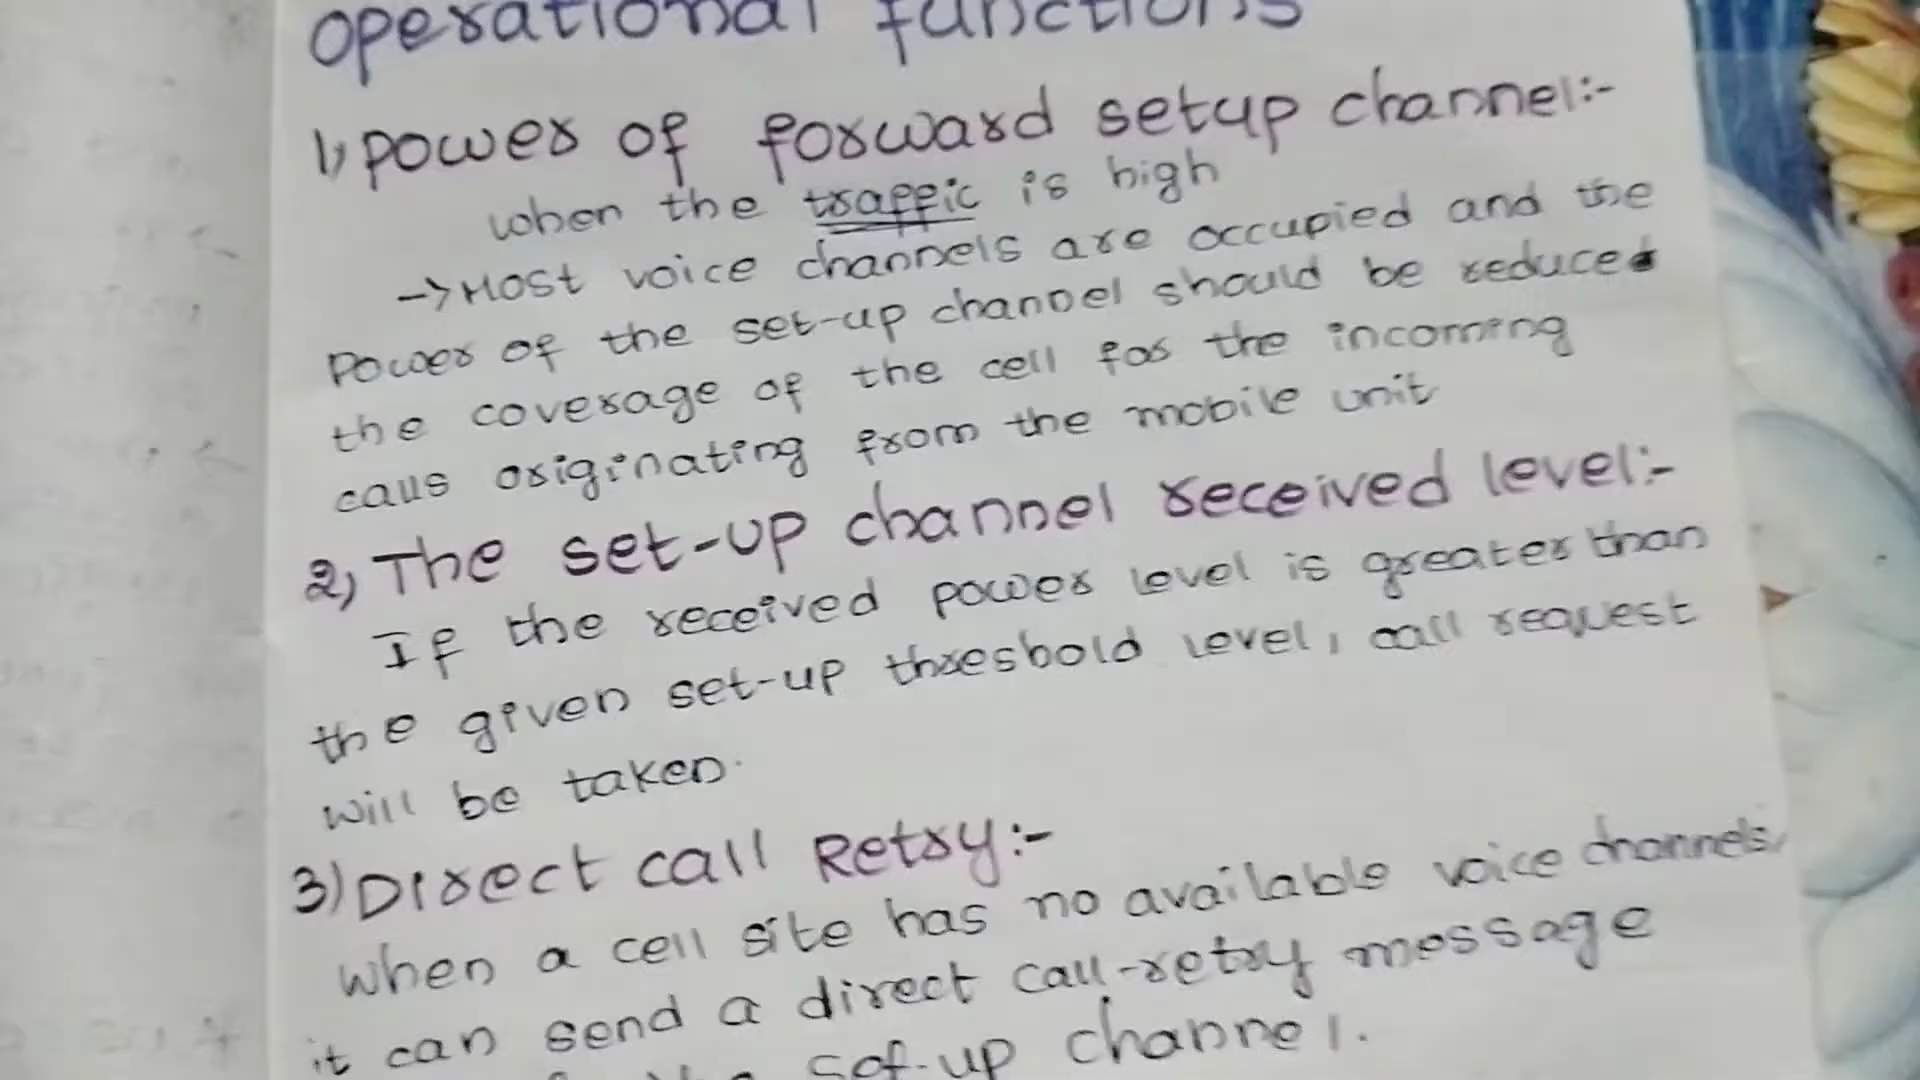 operational functions
1) Power of forward setup channel:-
when the traffic is high
-> Most voice channels are occupied and the
Power of the set-up channel should be reduced
the coverage of the cell for the incoming
calls originating from the mobile unit
2) The set-up channel received level:-
If the received power level is greater than
the given set-up threshold level, call request
will be taken.
3) Direct call Retry:-
when a cell site has no available voice channels,
it can send a direct call-retry message
the set-up channel.